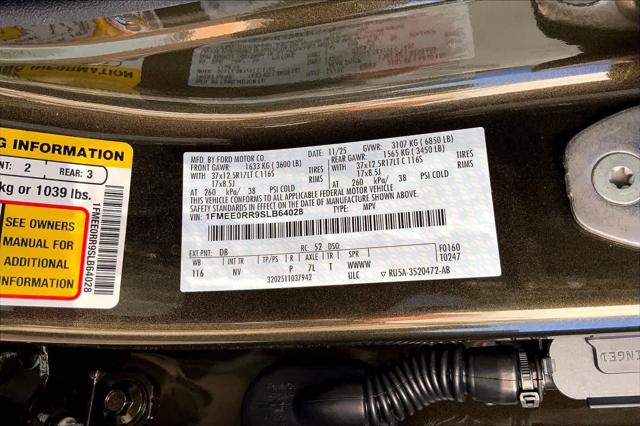 G INFORMATION
NT: 2 REAR: 3
kg or 1039 lbs.
SEE OWNERS
MANUAL FOR
ADDITIONAL
INFORMATION
1FMEE0RR9SLB64028
MFD. BY FORD MOTOR CO. 11/25 GVWR: 3107 KG ( 6850 LB)
FRONT GAWR: 1633 KG (3600 LB) REAR GAWR: 1565 KG (3450 LB)
WITH 37x12.5R17LT C 116S TIRES WITH 37x12.5R17LT C 116S TIRES
17x8.5J RIMS 17x8.5J RIMS
AT 260 kPa/ 38 PSI COLD AT 260 kPa/ 38 PSI COLD
THIS VEHICLE CONFORMS TO ALL APPLICABLE FEDERAL MOTOR VEHICLE
SAFETY STANDARDS IN EFFECT ON THE DATE OF MANUFACTURE SHOWN ABOVE.
VIN: 1FMEE0RR9SLB64028 TYPE: MPV
EXT PNT: DB RC: 52 DSO: F0160
WB INT TR TP/PS R AXLE TR SPR T0247
116 NV P 7L T WWWW
3202511037942 ULC RU5A-3520472-AB